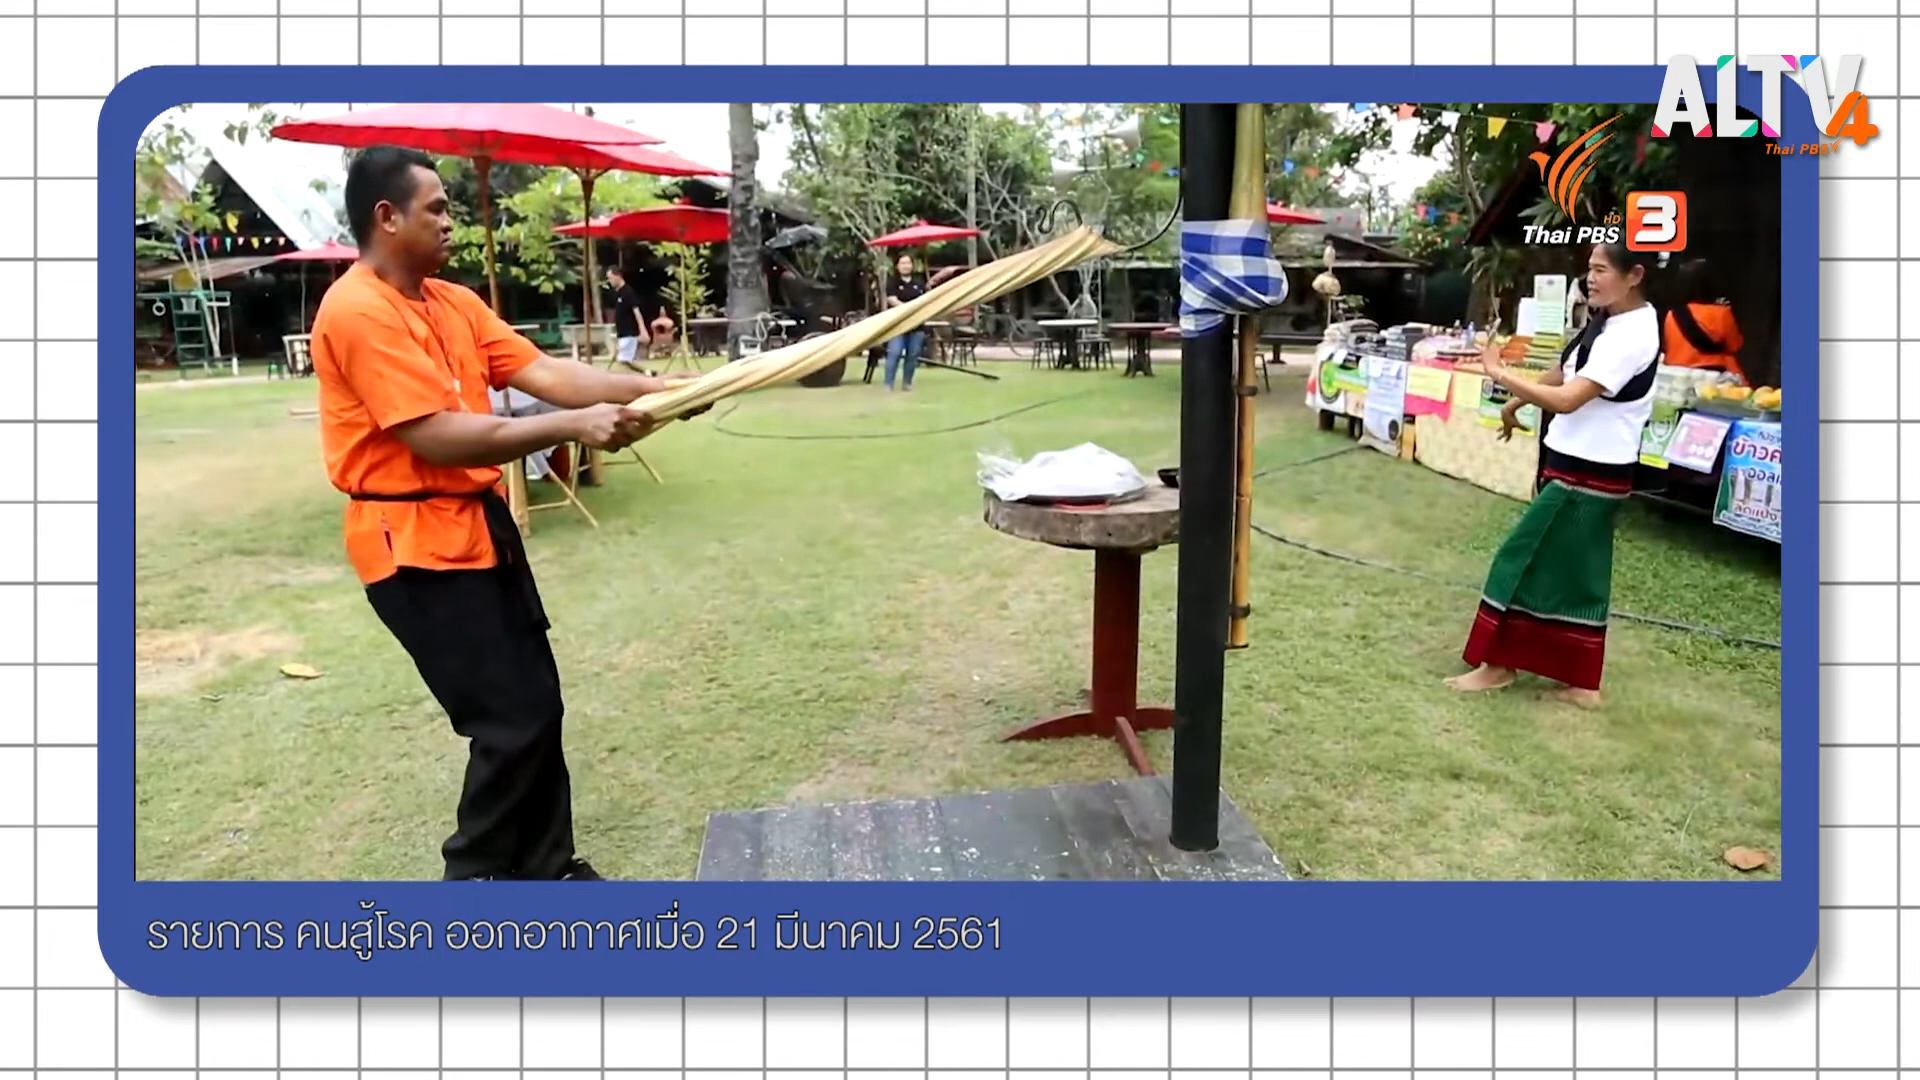 ALTV4
Thai PBS
HD
Thai PBS 3
รายการ คนสู้โรค ออกอากาศเมื่อ 21 มีนาคม 2561